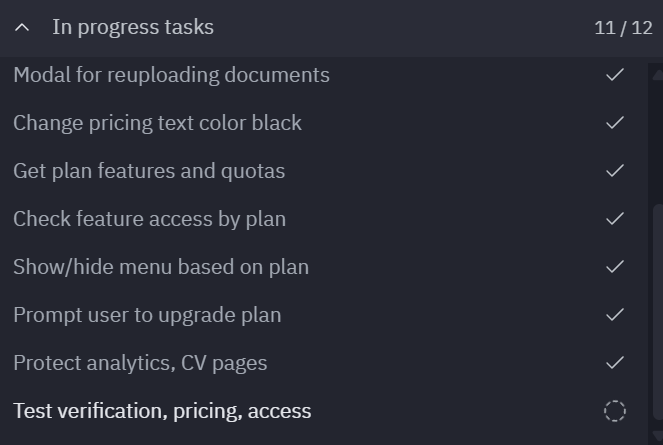 In progress tasks
11 / 12
Modal for reuploading documents
Change pricing text color black
Get plan features and quotas
Check feature access by plan
Show/hide menu based on plan
Prompt user to upgrade plan
Protect analytics, CV pages
Test verification, pricing, access